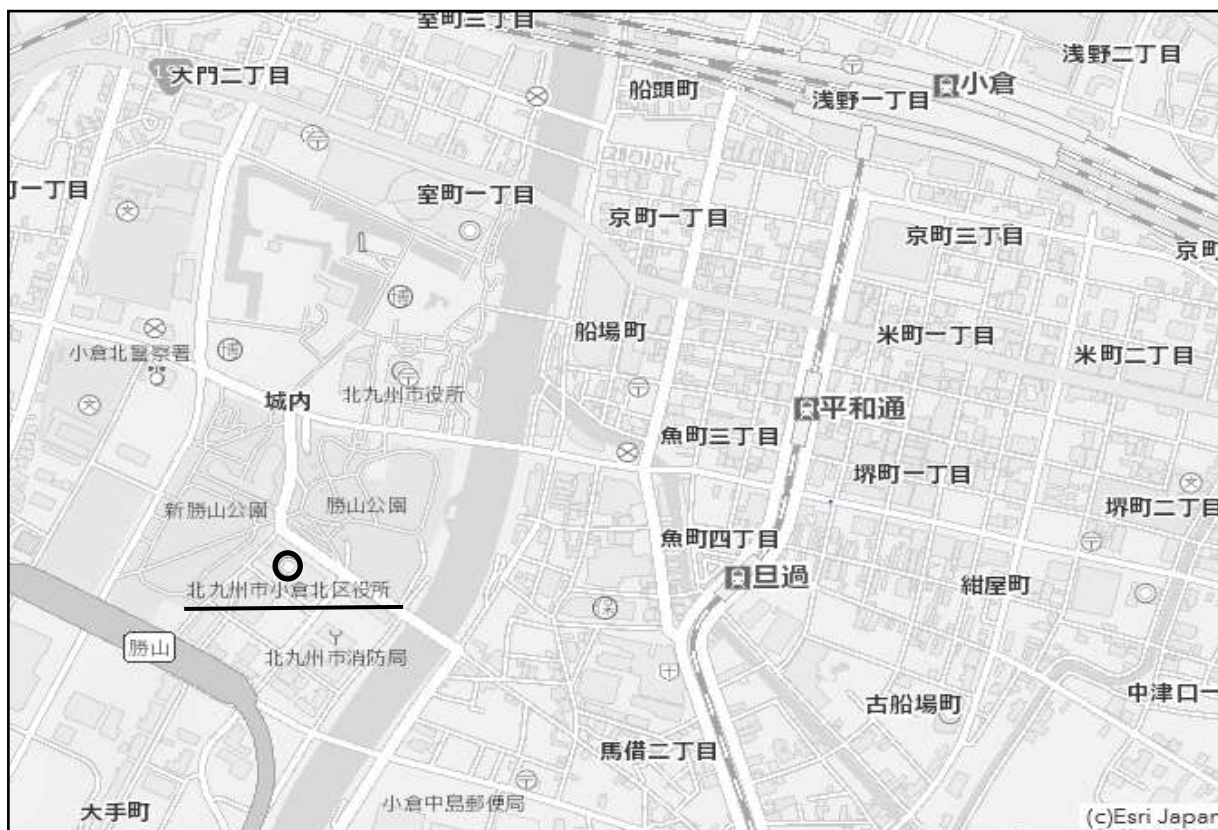 室町三丁目
浅野二丁目
大門二丁目
船頭町
小倉
浅野一丁目
町一丁目
室町一丁目
京町一丁目
京町三丁目
京町
博
船場町
米町一丁目
米町二丁目
小倉北警察署
博
城内
北九州市役所
平和通
魚町三丁目
堺町一丁目
新勝山公園
勝山公園
堺町二丁目
魚町四丁目
旦過
紺屋町
北九州市小倉北区役所
勝山
北九州市消防局
古船場町
中津口一
馬借二丁目
大手町
小倉中島郵便局
(c)Esri Japan